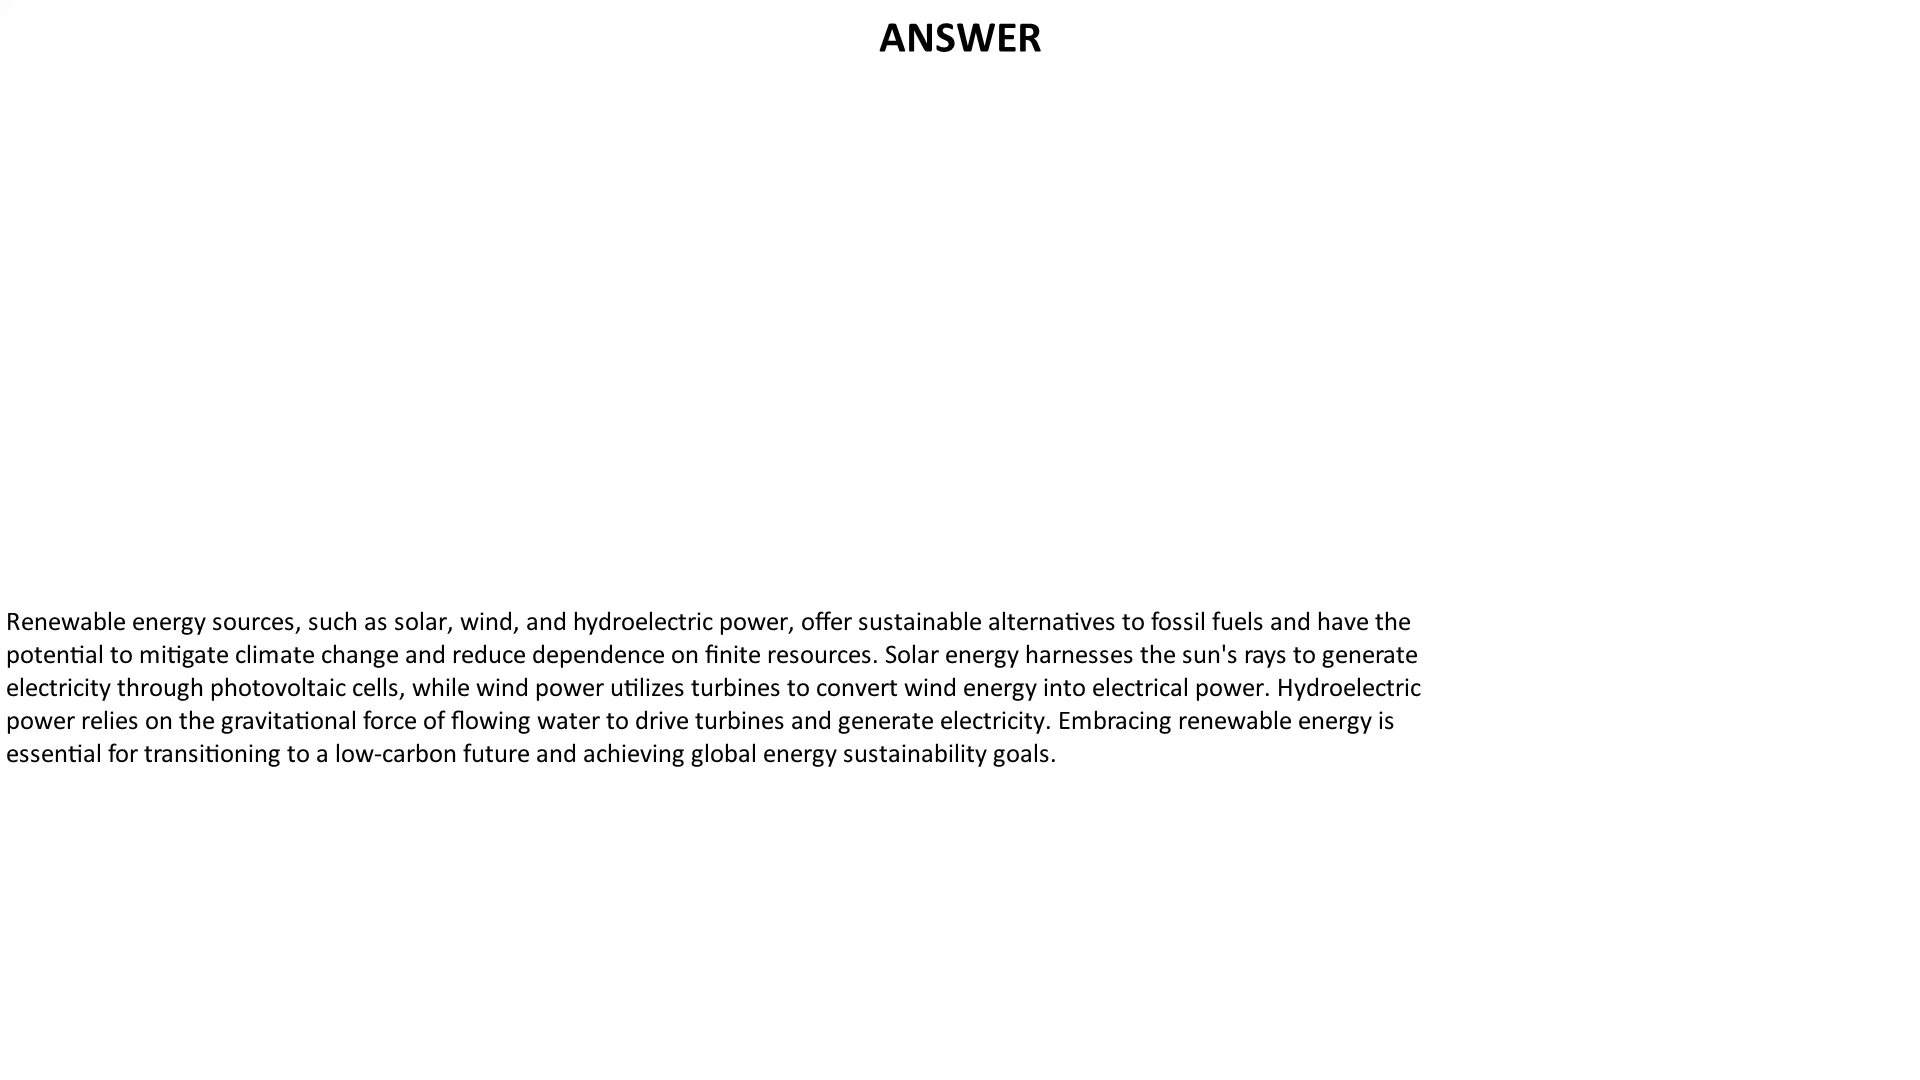 ANSWER
Renewable energy sources, such as solar, wind, and hydroelectric power, offer sustainable alternatives to fossil fuels and have the
potential to mitigate climate change and reduce dependence on finite resources. Solar energy harnesses the sun's rays to generate
electricity through photovoltaic cells, while wind power utilizes turbines to convert wind energy into electrical power. Hydroelectric
power relies on the gravitational force of flowing water to drive turbines and generate electricity. Embracing renewable energy is
essential for transitioning to a low-carbon future and achieving global energy sustainability goals.